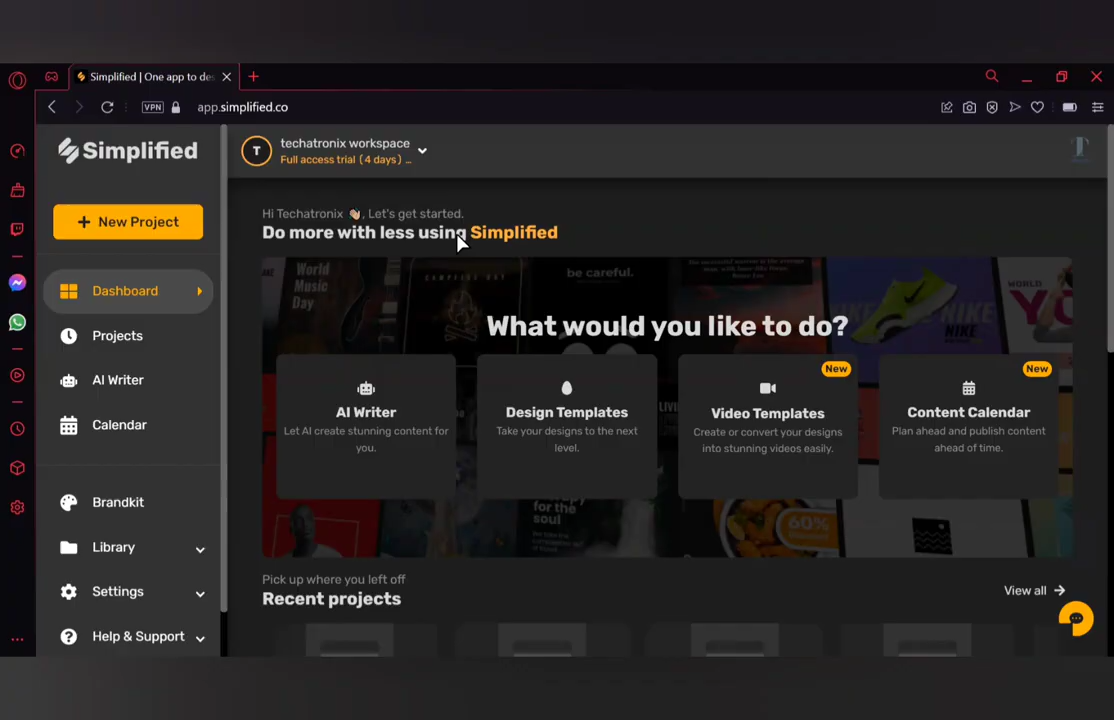 Simplified | One app to des
VPN
app.simplified.co
Simplified
T
techatronix workspace
Full access trial (4 days) ...
T
+ New Project
Hi Techatronix 👋🏽, Let's get started.
Do more with less using Simplified
Dashboard
Projects
AI Writer
Calendar
Brandkit
Library
Settings
Help & Support
World
Music
Day
be careful.
NIKE
WORLD
YO
What would you like to do?
AI Writer
Let AI create stunning content for
you.
Design Templates
Take your designs to the next
level.
New
Video Templates
Create or convert your designs
into stunning videos easily.
New
Content Calendar
Plan ahead and publish content
ahead of time.
for the
soul
60%
Pick up where you left off
Recent projects
View all